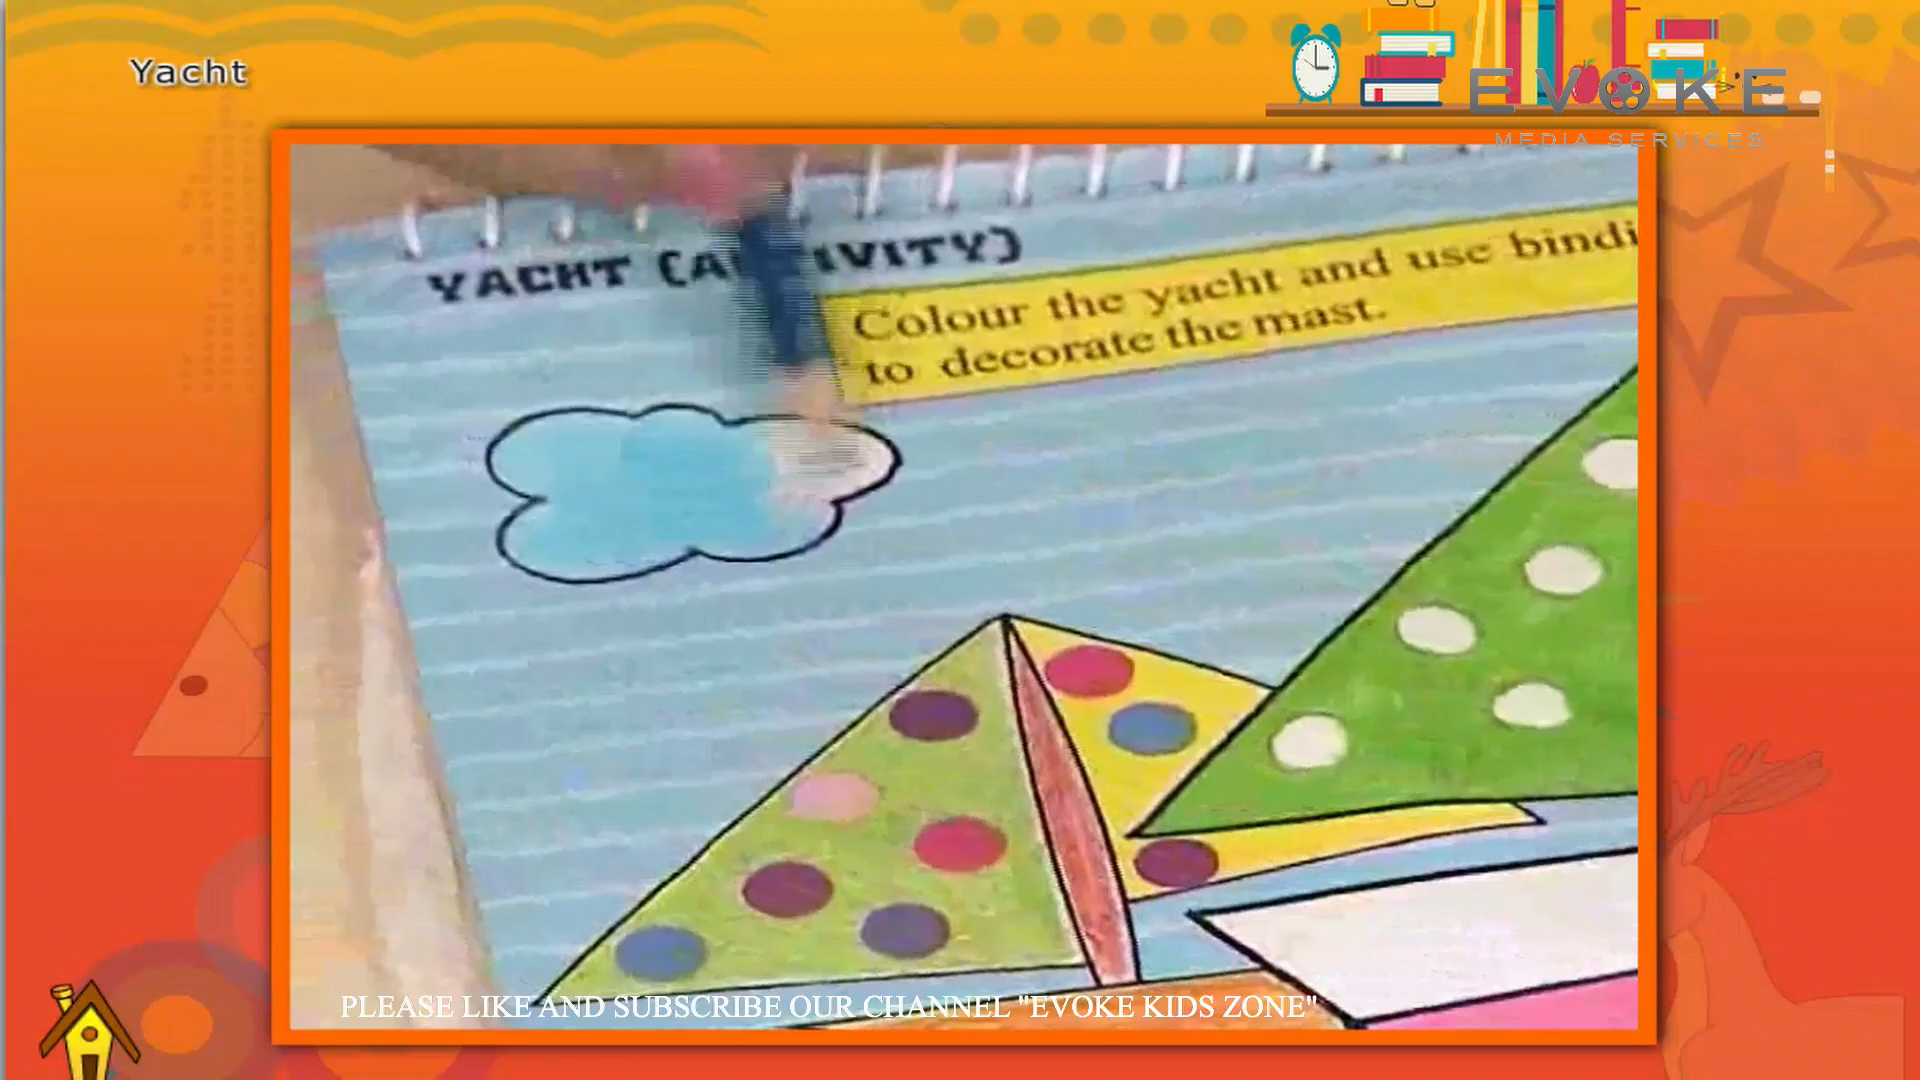 Yacht
EVOKE
MEDIA SERVICES
YACHT (ACTIVITY)
Colour the yacht and use bindi
to decorate the mast.
PLEASE LIKE AND SUBSCRIBE OUR CHANNEL "EVOKE KIDS ZONE"